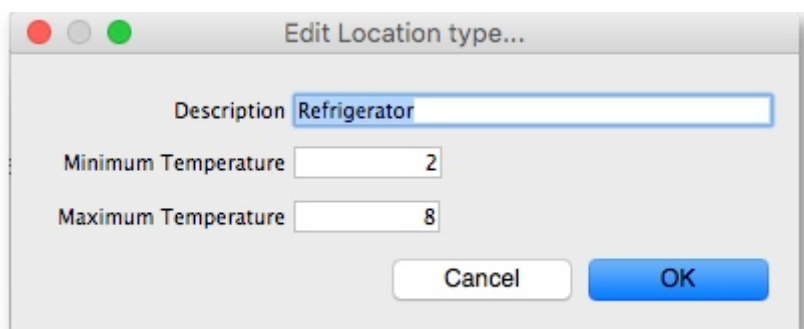 Edit Location type...
Description Refrigerator
Minimum Temperature 2
Maximum Temperature 8
Cancel OK